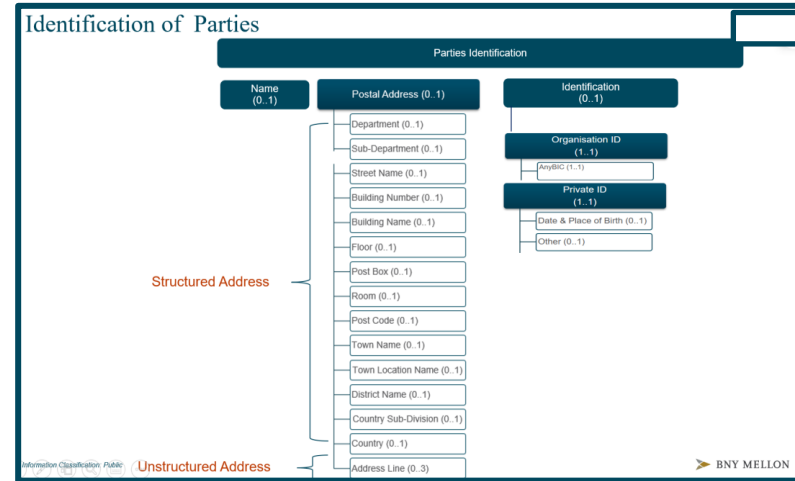 Identification of Parties
Parties Identification
Name
(0..1)
Postal Address (0..1)
Department (0..1)
Sub-Department (0..1)
Street Name (0..1)
Building Number (0..1)
Building Name (0..1)
Floor (0..1)
Post Box (0..1)
Room (0..1)
Post Code (0..1)
Town Name (0..1)
Town Location Name (0..1)
District Name (0..1)
Country Sub-Division (0..1)
Country (0..1)
Address Line (0..3)
Identification
(0..1)
Organisation ID
(1..1)
AnyBIC (1..1)
Private ID
(1..1)
Date & Place of Birth (0..1)
Other (0..1)
Structured Address
Unstructured Address
Information Classification: Public
BNY MELLON